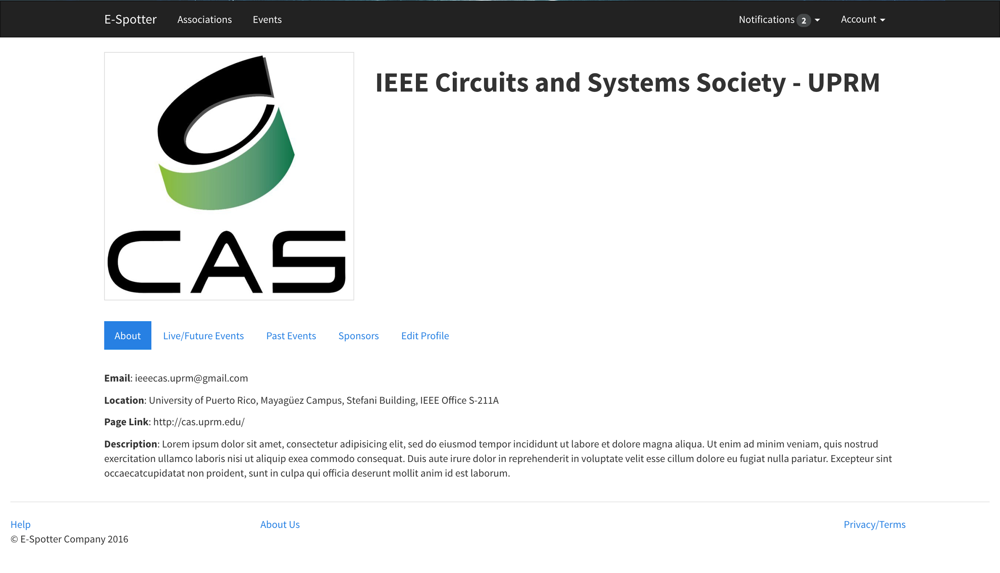 E-Spotter Associations Events Notifications 2 Account
IEEE Circuits and Systems Society - UPRM
CAS
About Live/Future Events Past Events Sponsors Edit Profile
Email: ieeecas.uprm@gmail.com
Location: University of Puerto Rico, Mayagüez Campus, Stefani Building, IEEE Office S-211A
Page Link: http://cas.uprm.edu/
Description: Lorem ipsum dolor sit amet, consectetur adipisicing elit, sed do eiusmod tempor incididunt ut labore et dolore magna aliqua. Ut enim ad minim veniam, quis nostrud
exercitation ullamco laboris nisi ut aliquip exea commodo consequat. Duis aute irure dolor in reprehenderit in voluptate velit esse cillum dolore eu fugiat nulla pariatur. Excepteur sint
occaecatcupidatat non proident, sunt in culpa qui officia deserunt mollit anim id est laborum.
Help About Us Privacy/Terms
© E-Spotter Company 2016